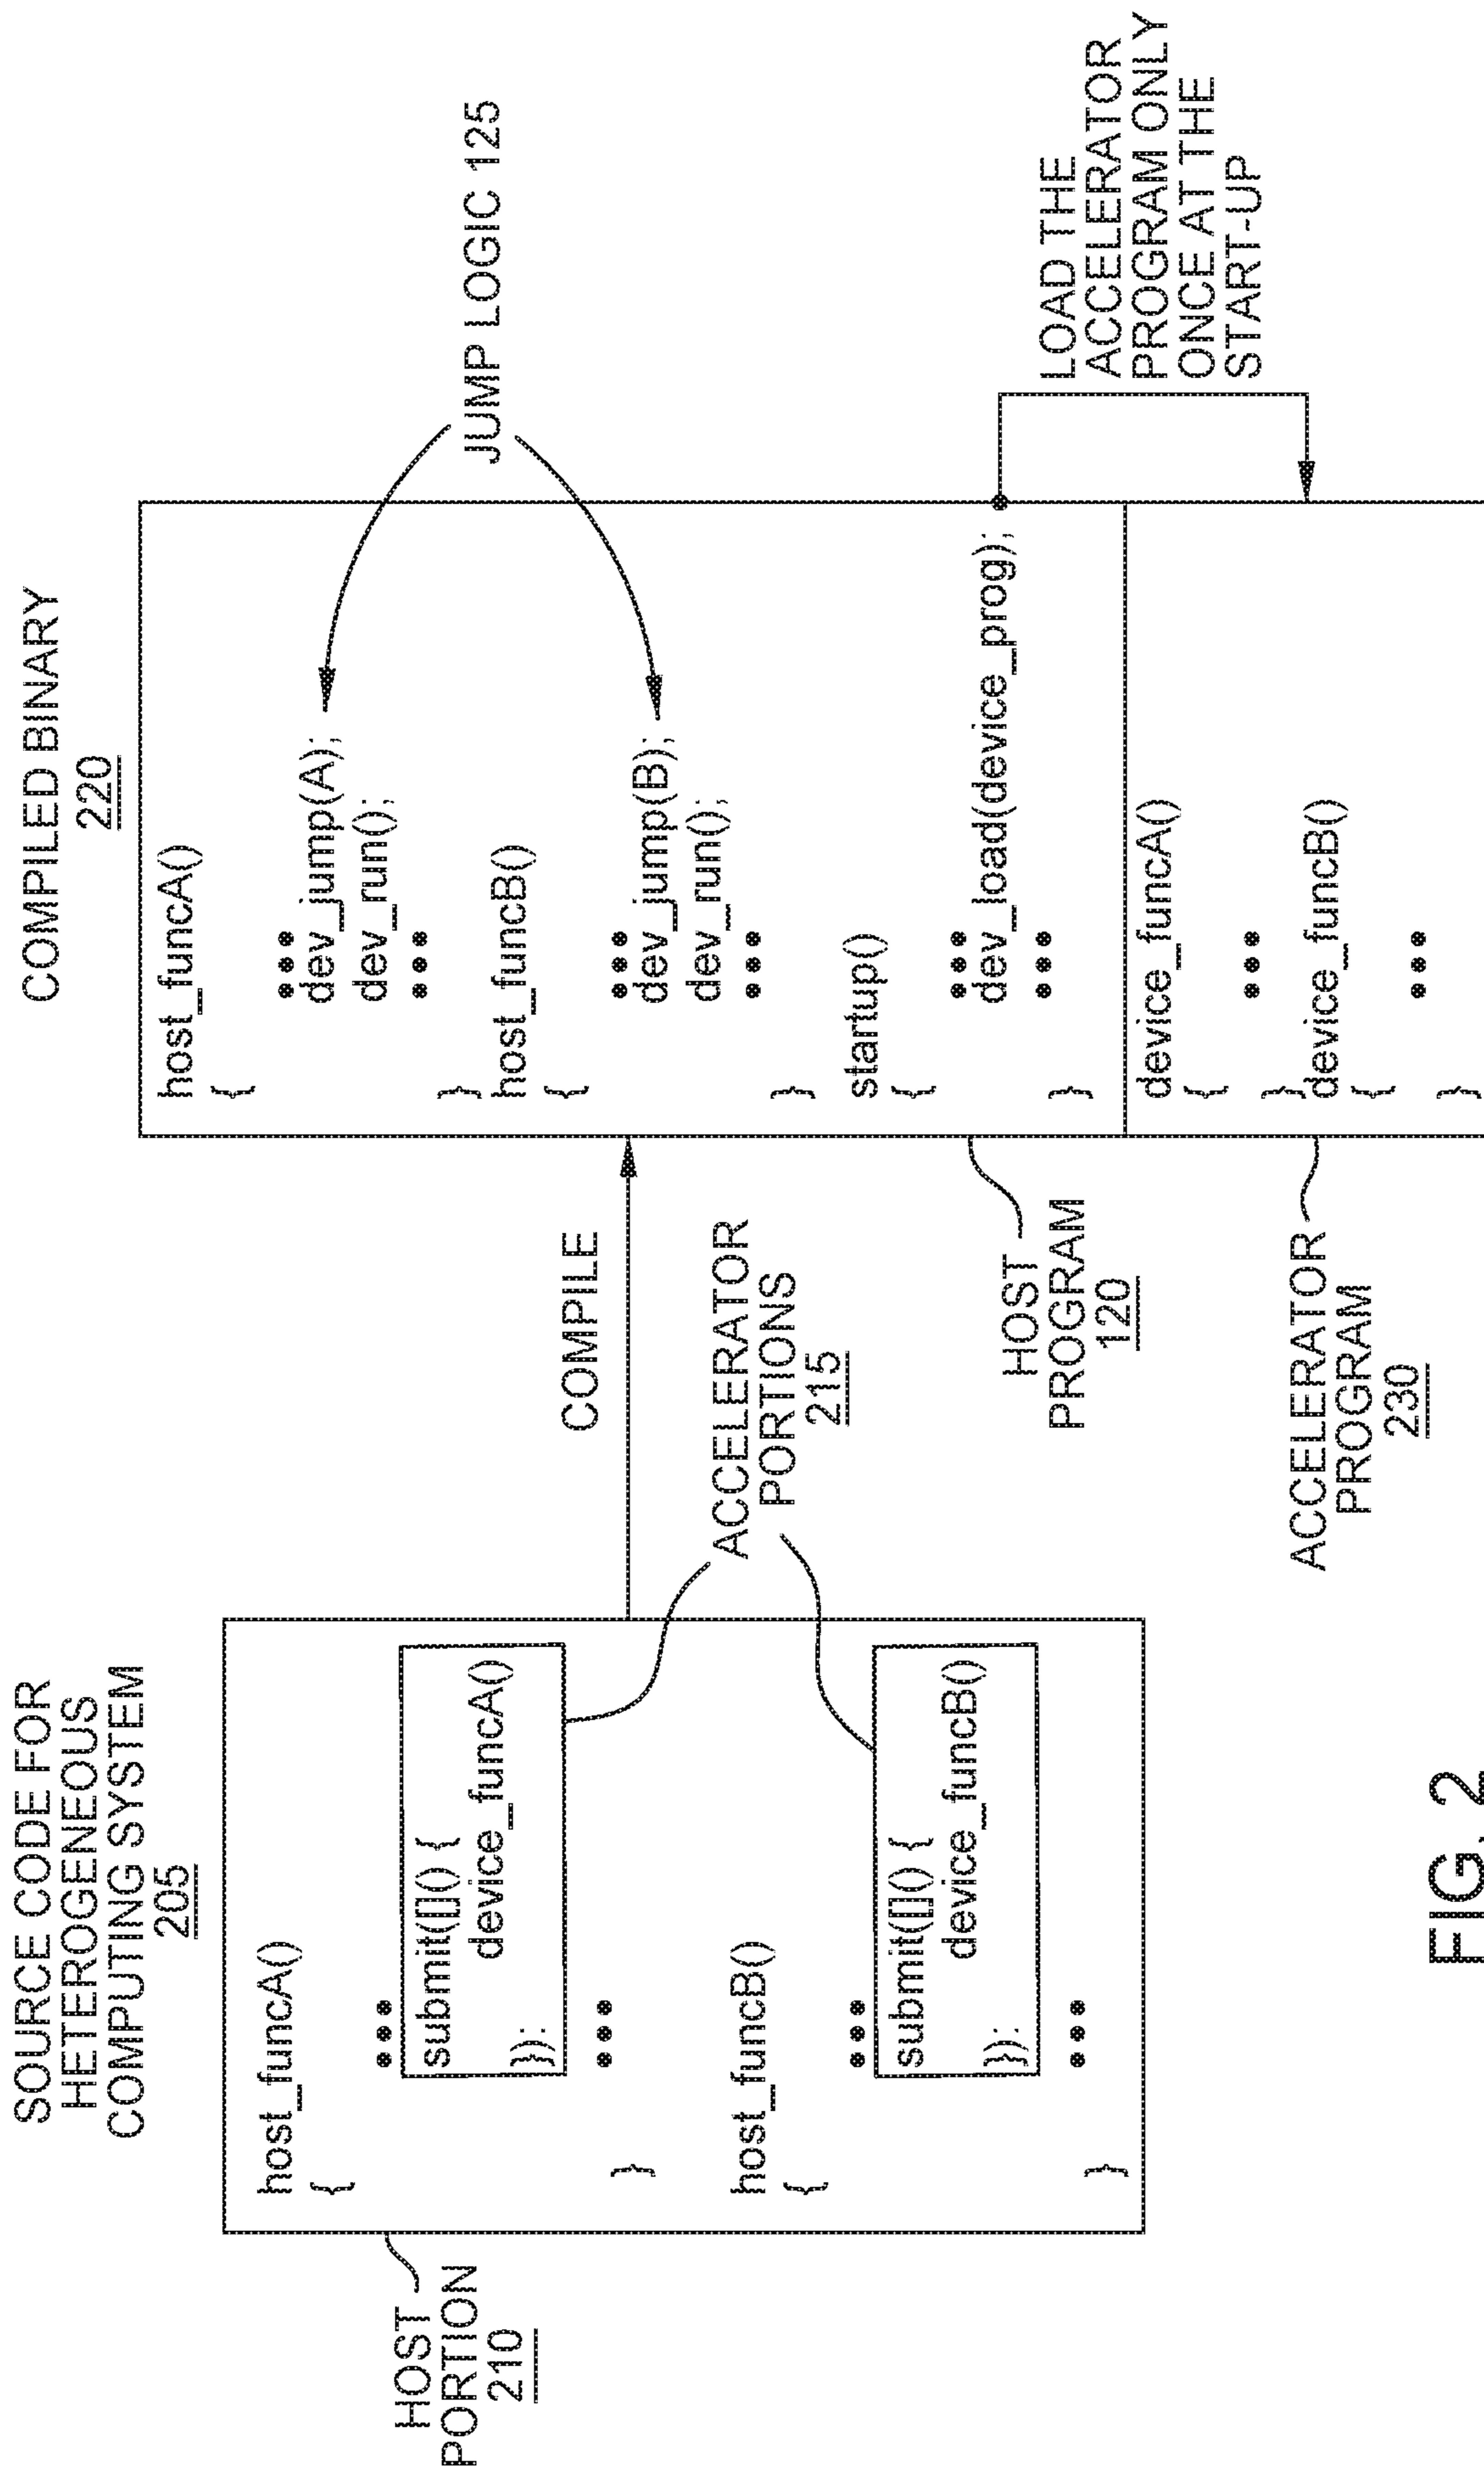 SOURCE CODE FOR
HETEROGENEOUS
COMPUTING SYSTEM
205
HOST
PORTION
210
host_funcA()
{
•••
submit([]() {
device_funcA()
});
•••
}
host_funcB()
{
•••
submit([]() {
device_funcB()
});
•••
}
COMPILE
ACCELERATOR
PORTIONS
215
COMPILED BINARY
220
host_funcA()
{
•••
dev_jump(A);
dev_run();
•••
}
host_funcB()
{
•••
dev_jump(B);
dev_run();
•••
}
startup()
{
•••
dev_load(device_prog);
•••
}
device_funcA()
{
•••
}
device_funcB()
{
•••
}
HOST
PROGRAM
120
ACCELERATOR
PROGRAM
230
JUMP LOGIC 125
LOAD THE
ACCELERATOR
PROGRAM ONLY
ONCE AT THE
START-UP
FIG. 2